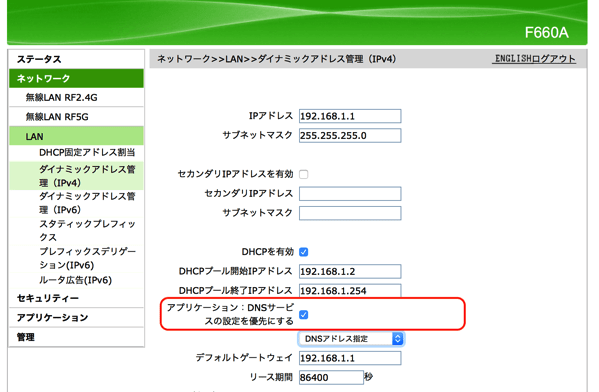 F660A
ステータス
ネットワーク
無線LAN RF2.4G
無線LAN RF5G
LAN
DHCP固定アドレス割当
ダイナミックアドレス管
理（IPv4）
ダイナミックアドレス管
理（IPv6）
スタティックプレフィッ
クス
プレフィックスデリゲー
ション(IPv6)
ルータ広告(IPv6)
セキュリティー
アプリケーション
管理
ネットワーク>>LAN>>ダイナミックアドレス管理（IPv4）
ENGLISHログアウト
IPアドレス 192.168.1.1
サブネットマスク 255.255.255.0
セカンダリIPアドレスを有効
セカンダリIPアドレス
サブネットマスク
DHCPを有効
DHCPプール開始IPアドレス 192.168.1.2
DHCPプール終了IPアドレス 192.168.1.254
アプリケーション：DNSサービ
スの設定を優先にする
DNSアドレス指定
デフォルトゲートウェイ 192.168.1.1
リース期間 86400 秒